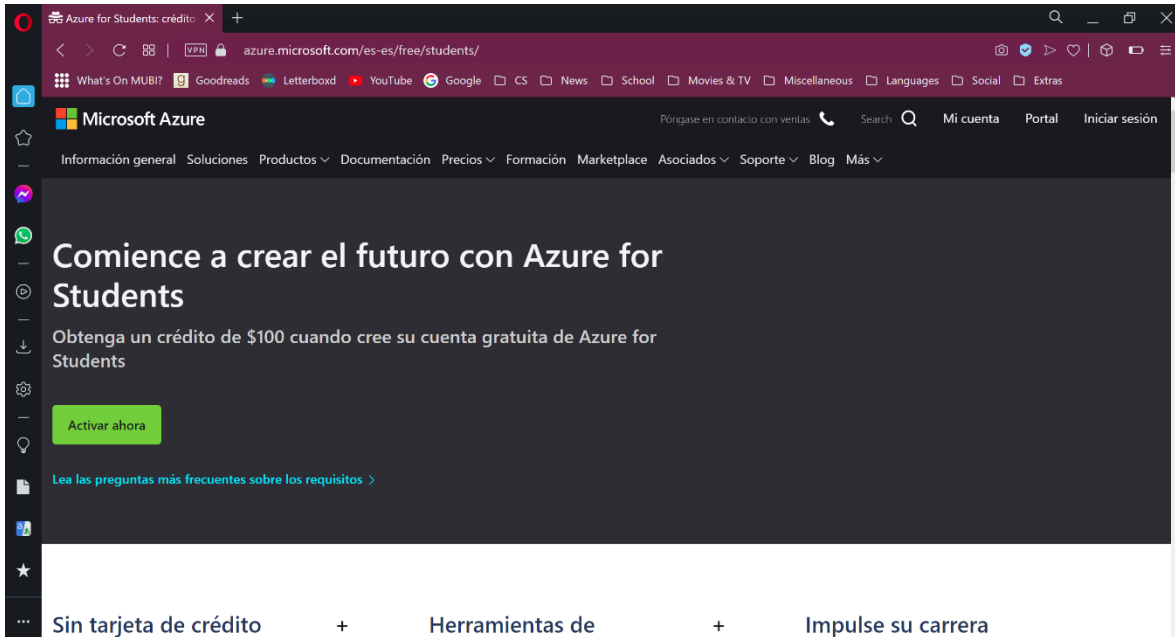 Azure for Students: crédito
VPN azure.microsoft.com/es-es/free/students/
What's On MUBI? Goodreads Letterboxd YouTube Google CS News School Movies & TV Miscellaneous Languages Social Extras
Microsoft Azure Póngase en contacto con ventas Search Mi cuenta Portal Iniciar sesión
Información general Soluciones Productos Documentación Precios Formación Marketplace Asociados Soporte Blog Más
Comience a crear el futuro con Azure for
Students
Obtenga un crédito de $100 cuando cree su cuenta gratuita de Azure for
Students
Activar ahora
Lea las preguntas más frecuentes sobre los requisitos
Sin tarjeta de crédito + Herramientas de + Impulse su carrera